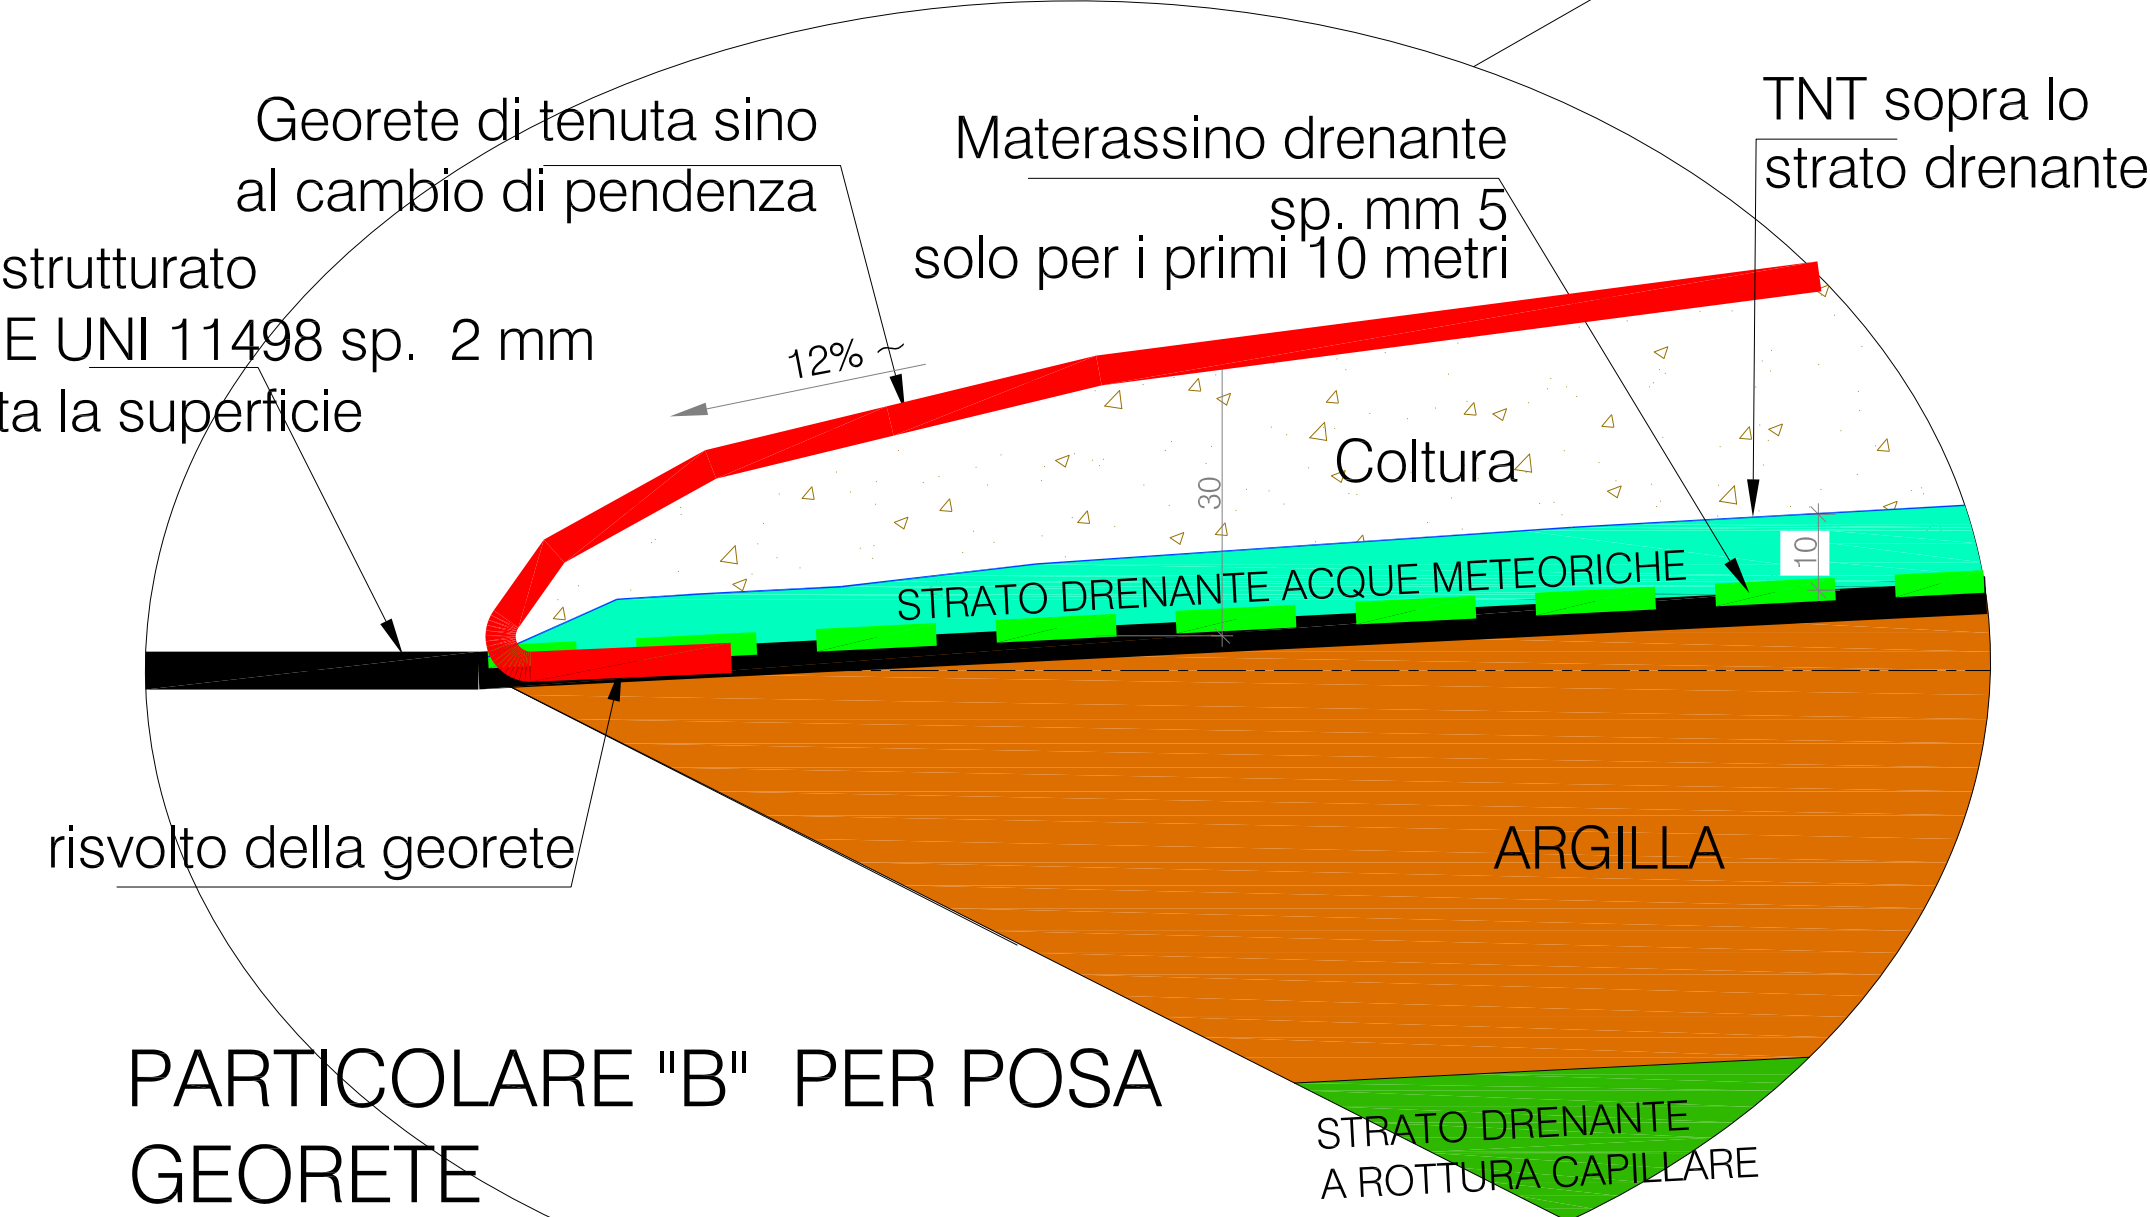 Georete di tenuta sino
al cambio di pendenza
Materassino drenante
sp. mm 5
solo per i primi 10 metri
TNT sopra lo
strato drenante
strutturato
E UNI 11498 sp. 2 mm
ta la superficie
12% ~
30
Coltura
10
STRATO DRENANTE ACQUE METEORICHE
risvolto della georete
ARGILLA
PARTICOLARE "B" PER POSA
GEORETE
STRATO DRENANTE
A ROTTURA CAPILLARE